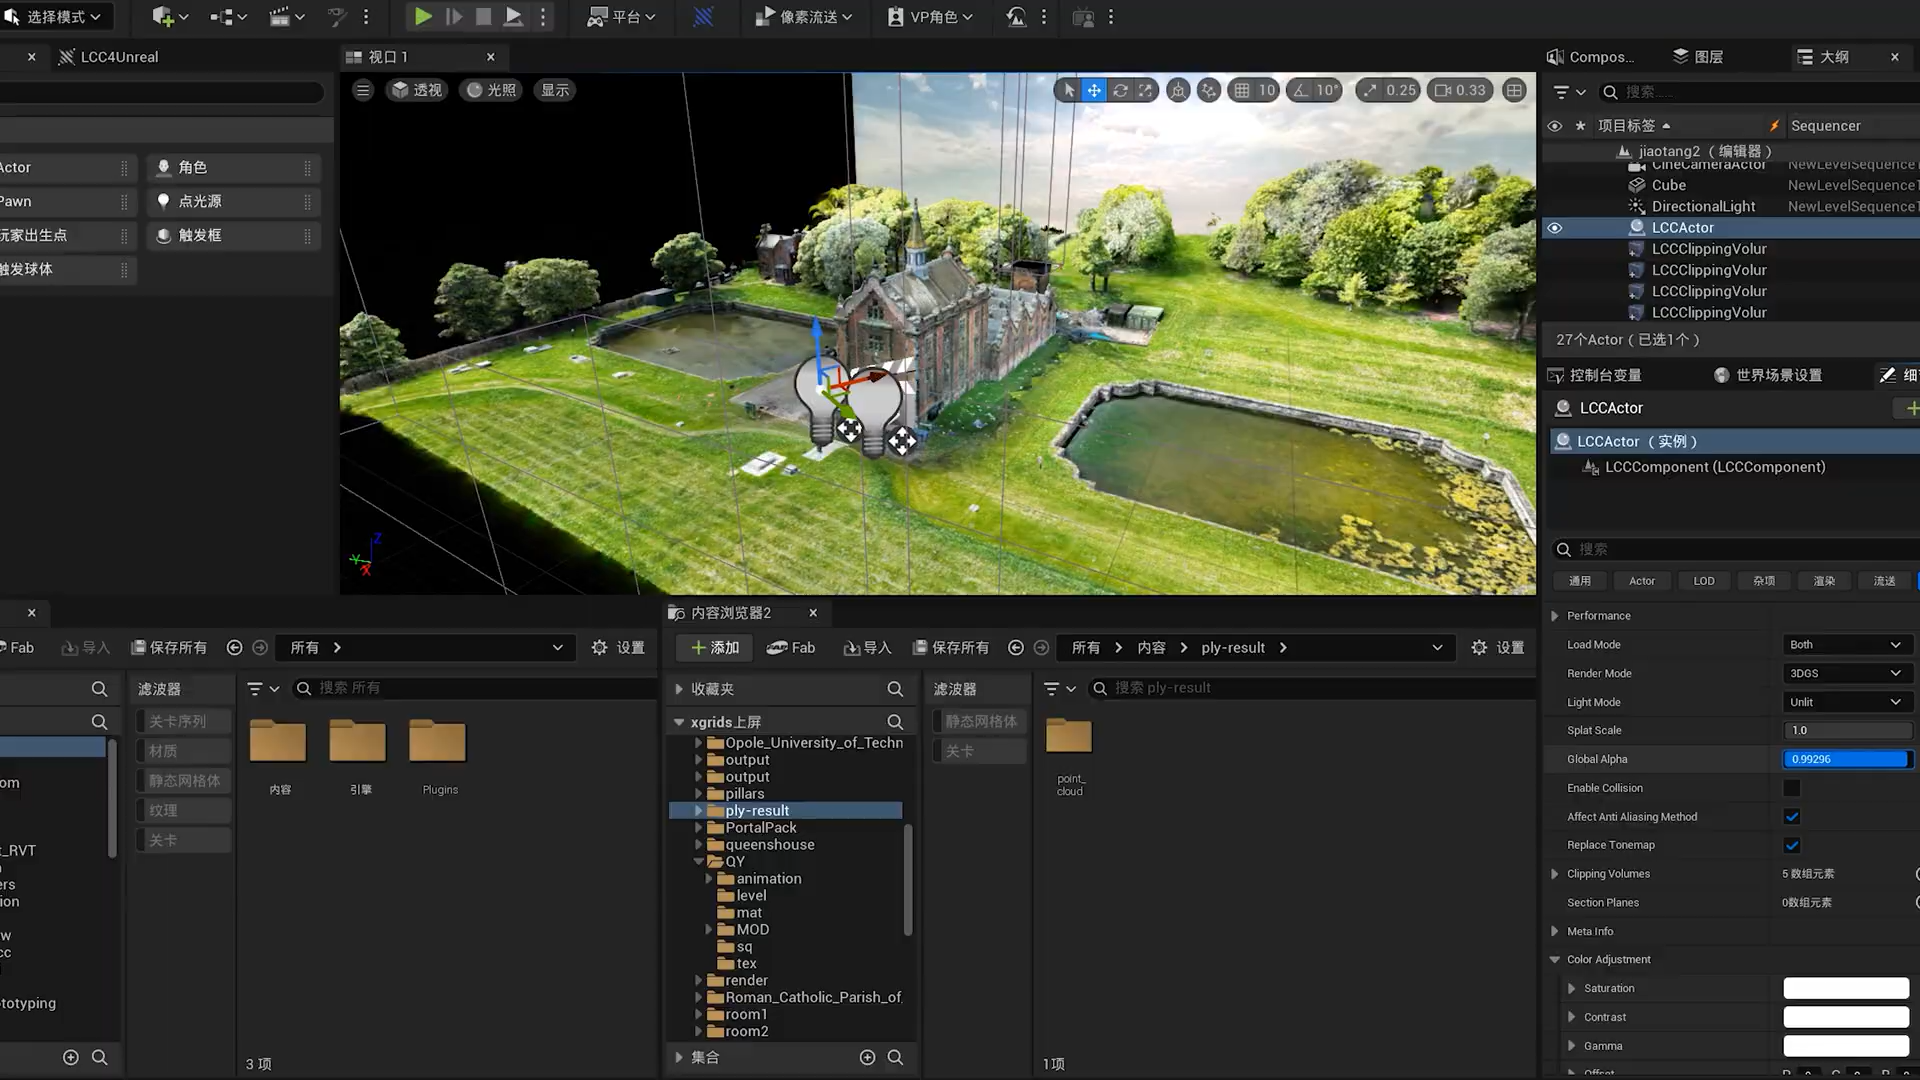 选择模式
平台
像素流送
VP角色
LCC4Unreal
视口 1
Compos...
图层
大纲
透视
光照
显示
10
10°
0.25
0.33
搜索......
项目标签
Sequencer
jiaotang2 ( 编辑器 )
CineCameraActor
NewLevelSequence1
Cube
NewLevelSequence1
DirectionalLight
NewLevelSequence1
LCCActor
LCCClippingVolur
LCCClippingVolur
LCCClippingVolur
LCCClippingVolur
27个Actor ( 已选1个 )
Actor
角色
Pawn
点光源
玩家出生点
触发框
触发球体
控制台变量
世界场景设置
细
LCCActor
LCCActor ( 实例 )
LCCComponent (LCCComponent)
搜索
通用
Actor
LOD
杂项
渲染
流送
Performance
Load Mode
Both
Render Mode
3DGS
Light Mode
Unlit
Splat Scale
1.0
Global Alpha
0.99296
Enable Collision
Affect Anti Aliasing Method
Replace Tonemap
Clipping Volumes
5 数组元素
Section Planes
0数组元素
Meta Info
Color Adjustment
Saturation
Contrast
Gamma
Offset
Z
Y
X
Fab
导入
保存所有
所有
设置
滤波器
搜索 所有
关卡序列
材质
静态网格体
纹理
关卡
内容
引擎
Plugins
om
t_RVT
ers
ion
w
cc
totyping
3 项
内容浏览器2
添加
Fab
导入
保存所有
所有
内容
ply-result
设置
收藏夹
滤波器
搜索 ply-result
xgrids上屏
静态网格体
关卡
Opole_University_of_Techn
output
output
pillars
ply-result
PortalPack
queenshouse
QY
animation
level
mat
MOD
sq
tex
render
Roman_Catholic_Parish_of
room1
room2
集合
point_
cloud
1项